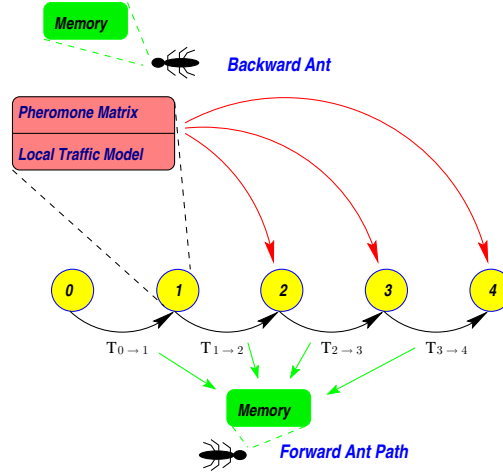 Memory
Backward Ant
Pheromone Matrix
Local Traffic Model
0 1 2 3 4
T0→1 T1→2 T2→3 T3→4
Memory
Forward Ant Path